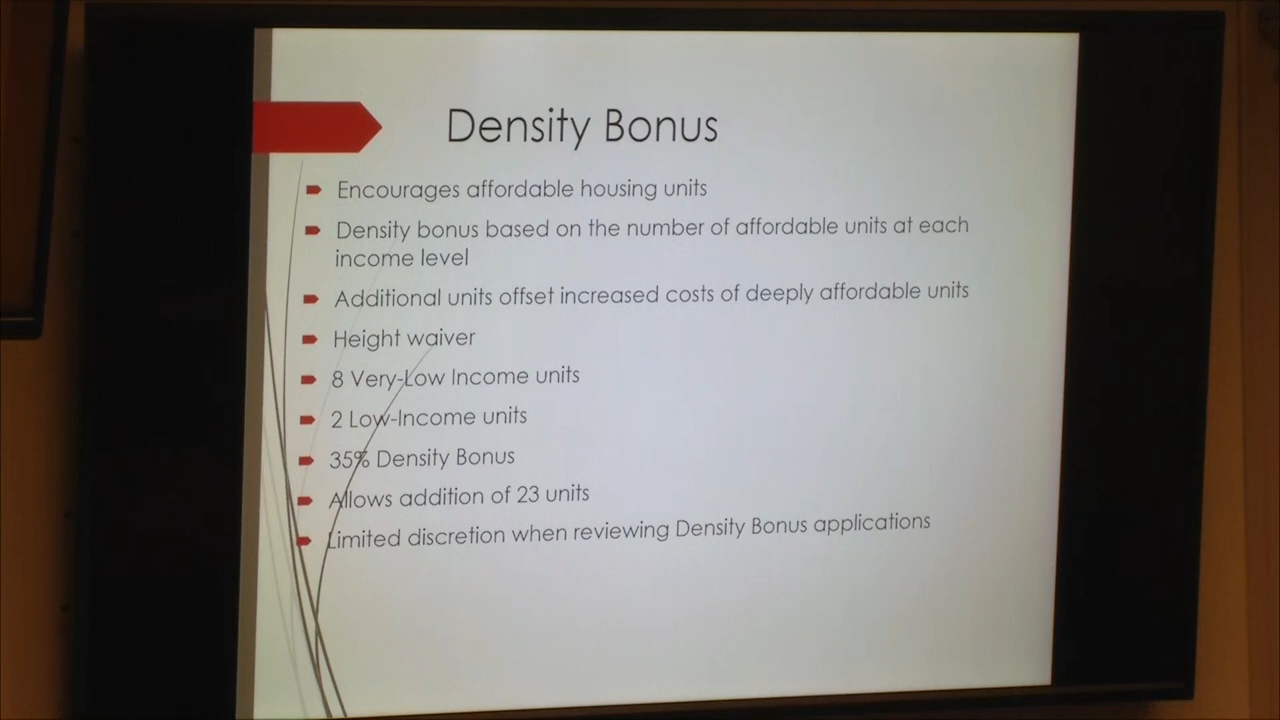 Density Bonus
Encourages affordable housing units
Density bonus based on the number of affordable units at each
income level
Additional units offset increased costs of deeply affordable units
Height waiver
8 Very-Low Income units
2 Low-Income units
35% Density Bonus
Allows addition of 23 units
Limited discretion when reviewing Density Bonus applications